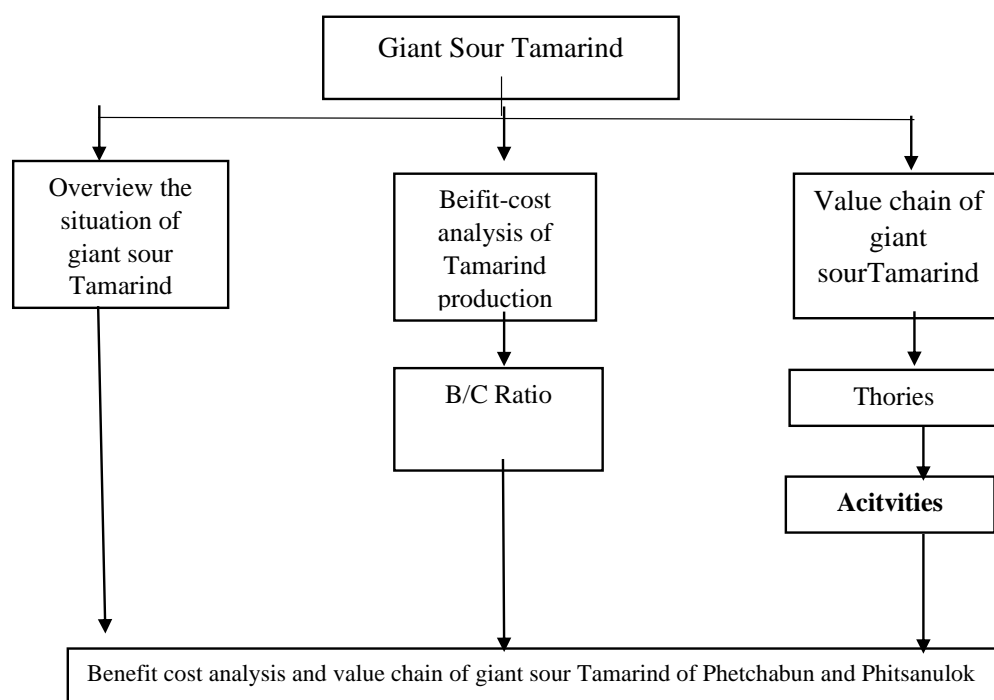 Giant Sour Tamarind
Overview the
situation of
giant sour
Tamarind
Beifit-cost
analysis of
Tamarind
production
Value chain of
giant
sourTamarind
B/C Ratio
Thories
Acitvities
Benefit cost analysis and value chain of giant sour Tamarind of Phetchabun and Phitsanulok